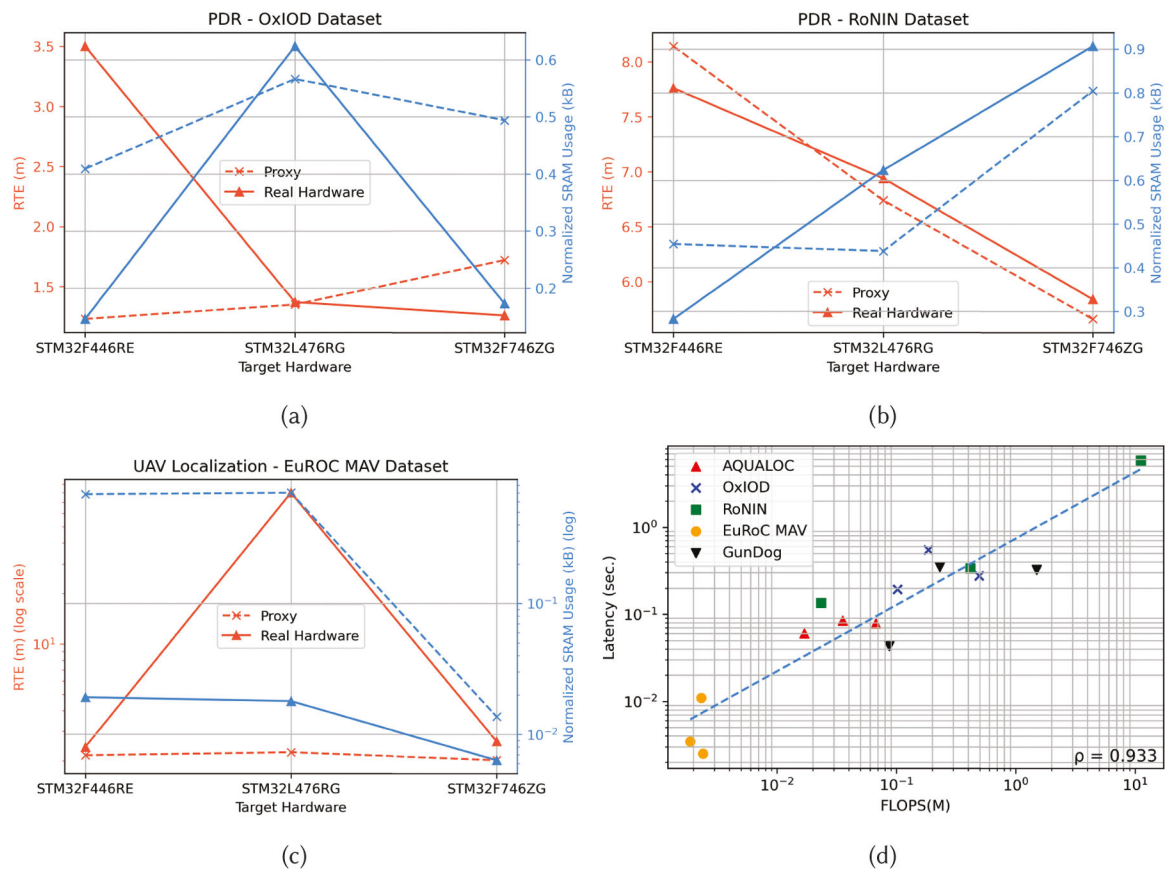 PDR - OxIOD Dataset
3.5
3.0
2.5
2.0
1.5
RTE (m)
0.6
0.5
0.4
0.3
0.2
Normalized SRAM Usage (kB)
Proxy
Real Hardware
STM32F446RE
STM32L476RG
STM32F746ZG
Target Hardware
(a)
PDR - RoNIN Dataset
8.0
7.5
7.0
6.5
6.0
RTE (m)
0.9
0.8
0.7
0.6
0.5
0.4
0.3
Normalized SRAM Usage (kB)
Proxy
Real Hardware
STM32F446RE
STM32L476RG
STM32F746ZG
Target Hardware
(b)
UAV Localization - EuROC MAV Dataset
10¹
RTE (m) (log scale)
10⁻¹
10⁻²
Normalized SRAM Usage (kB) (log)
Proxy
Real Hardware
STM32F446RE
STM32L476RG
STM32F746ZG
Target Hardware
(c)
AQUALOC
OxIOD
RoNIN
EuRoC MAV
GunDog
10⁰
10⁻¹
10⁻²
Latency (sec.)
ρ = 0.933
10⁻²
10⁻¹
10⁰
10¹
FLOPS(M)
(d)